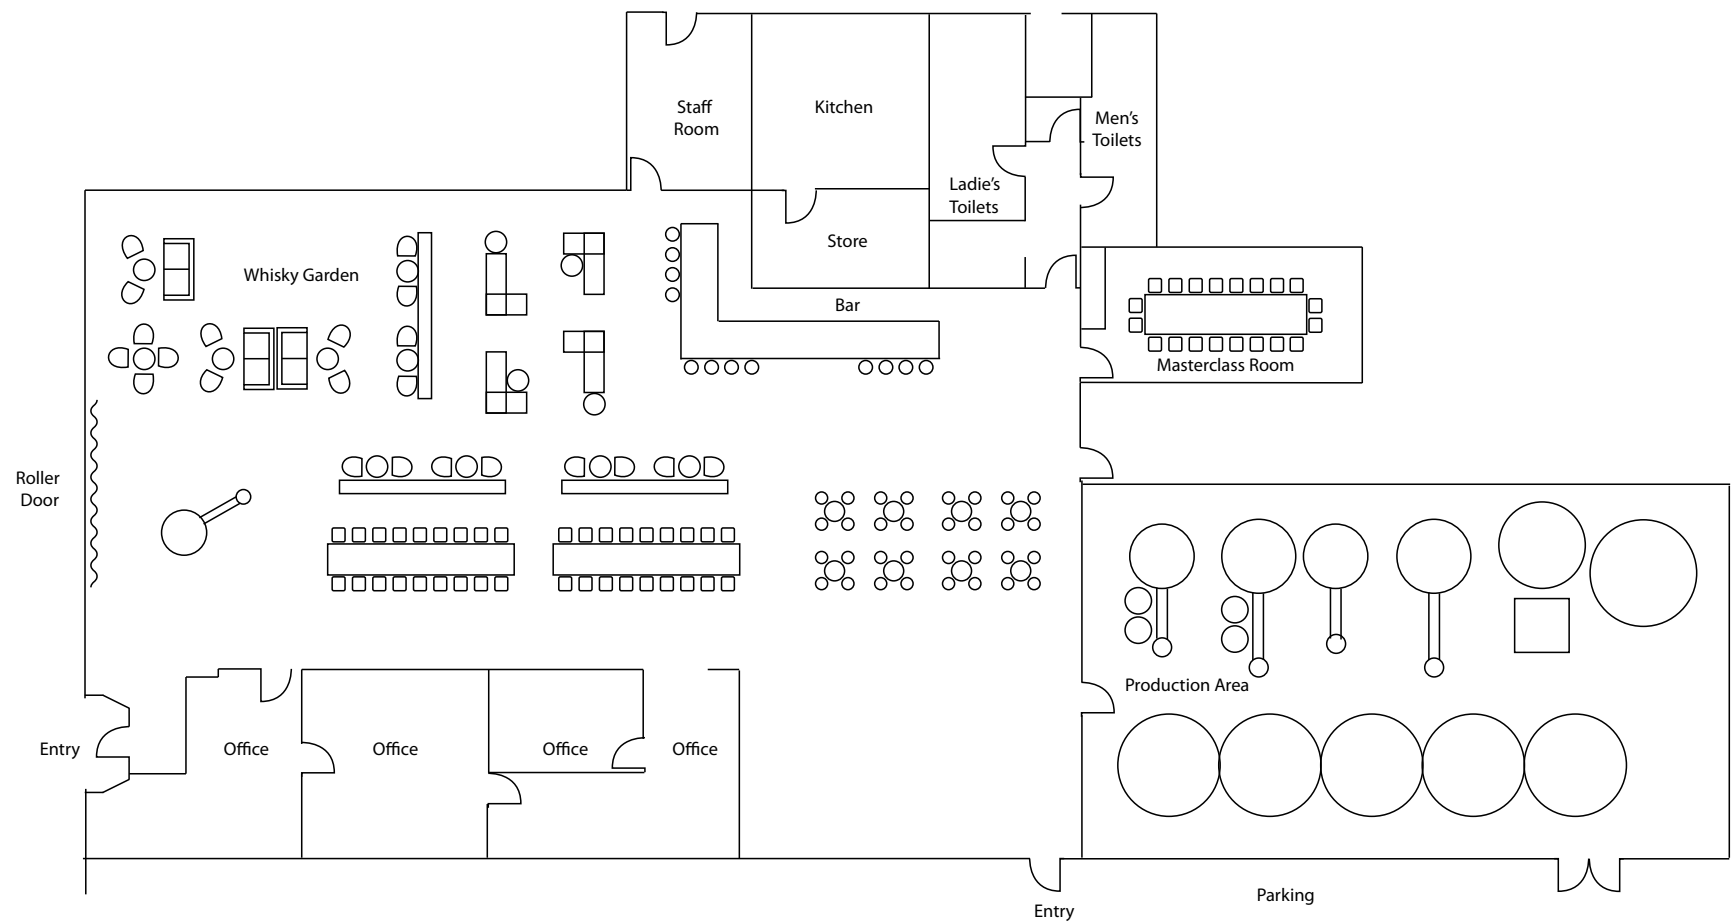 Staff
Room
Kitchen
Men's
Toilets
Ladie's
Toilets
Store
Whisky Garden
Bar
Masterclass Room
Roller
Door
Production Area
Entry
Office
Office
Office
Office
Parking
Entry